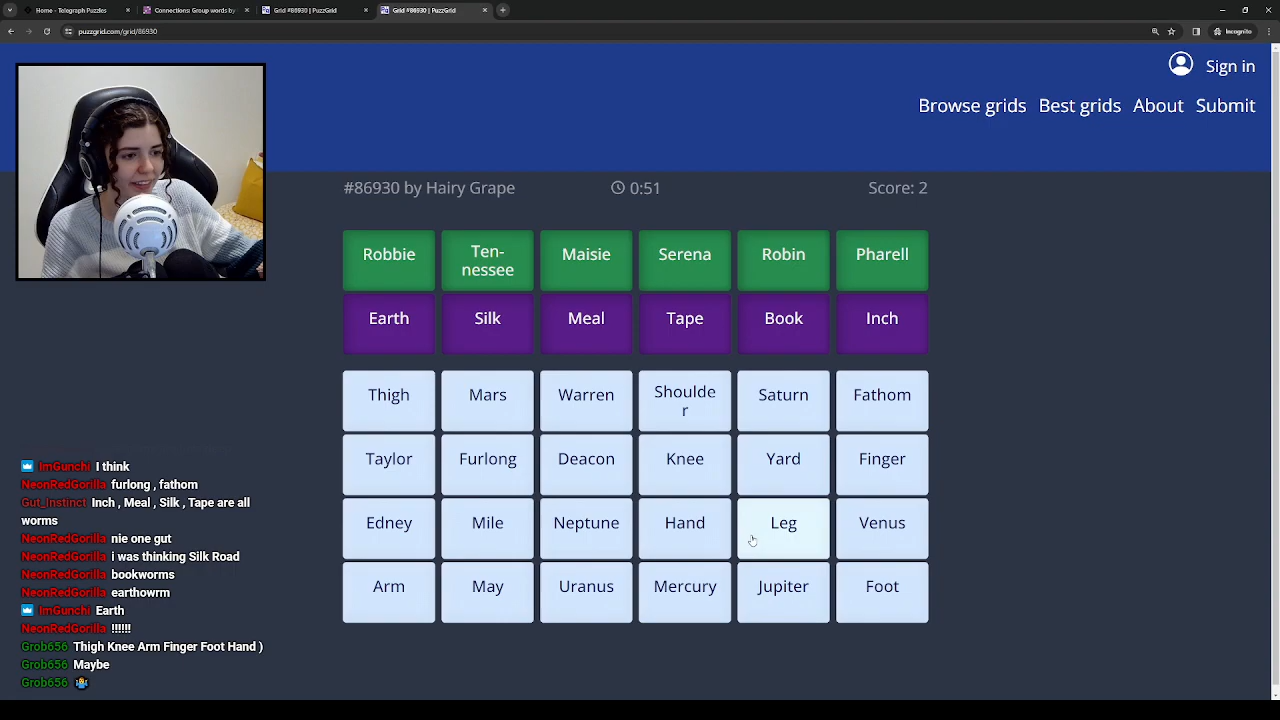 Home - Telegraph Puzzles
Connections: Group words by
Grid #86930 | PuzzGrid
Grid #86930 | PuzzGrid
puzzgrid.com/grid/86930
Incognito
Sign in
Browse grids
Best grids
About
Submit
#86930 by Hairy Grape
0:51
Score: 2
Robbie
Ten-
nessee
Maisie
Serena
Robin
Pharell
Earth
Silk
Meal
Tape
Book
Inch
Thigh
Mars
Warren
Shoulde
r
Saturn
Fathom
Taylor
Furlong
Deacon
Knee
Yard
Finger
Edney
Mile
Neptune
Hand
Leg
Venus
Arm
May
Uranus
Mercury
Jupiter
Foot
ImGunchi I think
NeonRedGorilla furlong , fathom
Gut_Instinct Inch , Meal , Silk , Tape are all
worms
NeonRedGorilla nie one gut
NeonRedGorilla i was thinking Silk Road
NeonRedGorilla bookworms
NeonRedGorilla earthowrm
ImGunchi Earth
NeonRedGorilla !!!!!!
Grob656 Thigh Knee Arm Finger Foot Hand )
Grob656 Maybe
Grob656